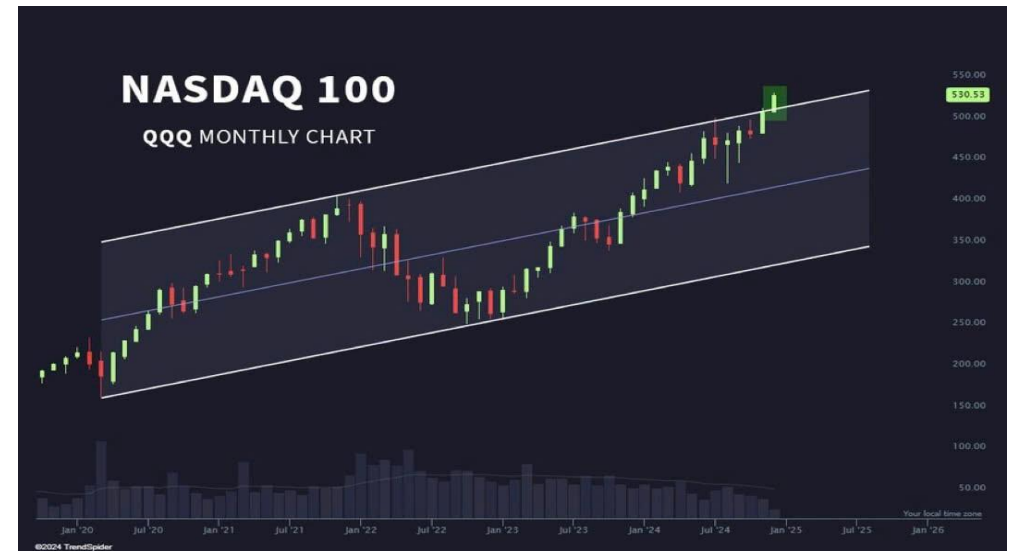 NASDAQ 100
QQQ MONTHLY CHART
550.00
530.53
500.00
450.00
400.00
350.00
300.00
250.00
200.00
150.00
100.00
50.00
Your local time zone
Jan '20 Jul '20 Jan '21 Jul '21 Jan '22 Jul '22 Jan '23 Jul '23 Jan '24 Jul '24 Jan '25 Jul '25 Jan '26
©2024 TrendSpider